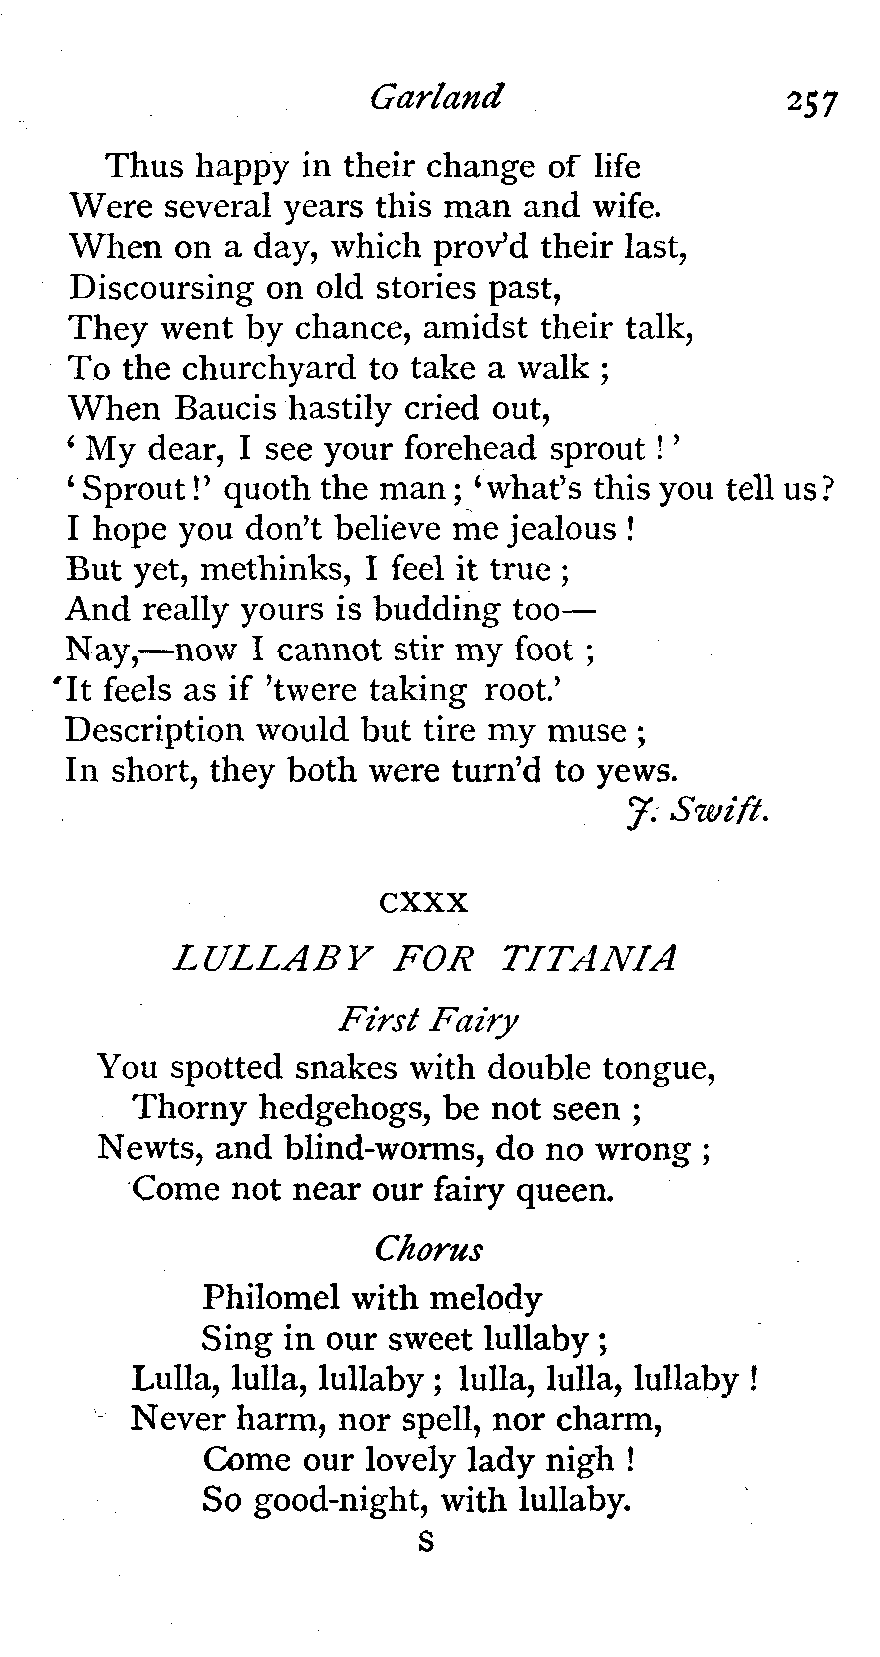 Garland 257
Thus happy in their change of life
Were several years this man and wife.
When on a day, which prov'd their last,
Discoursing on old stories past,
They went by chance, amidst their talk,
To the churchyard to take a walk ;
When Baucis hastily cried out,
‘ My dear, I see your forehead sprout ! ’
‘ Sprout !’ quoth the man ; ‘what's this you tell us?
I hope you don't believe me jealous !
But yet, methinks, I feel it true ;
And really yours is budding too—
Nay,—now I cannot stir my foot ;
'It feels as if 'twere taking root.’
Description would but tire my muse ;
In short, they both were turn'd to yews.
J. Swift.
CXXX
LULLABY FOR TITANIA
First Fairy
You spotted snakes with double tongue,
Thorny hedgehogs, be not seen ;
Newts, and blind-worms, do no wrong ;
Come not near our fairy queen.
Chorus
Philomel with melody
Sing in our sweet lullaby ;
Lulla, lulla, lullaby ; lulla, lulla, lullaby !
Never harm, nor spell, nor charm,
Come our lovely lady nigh !
So good-night, with lullaby.
S